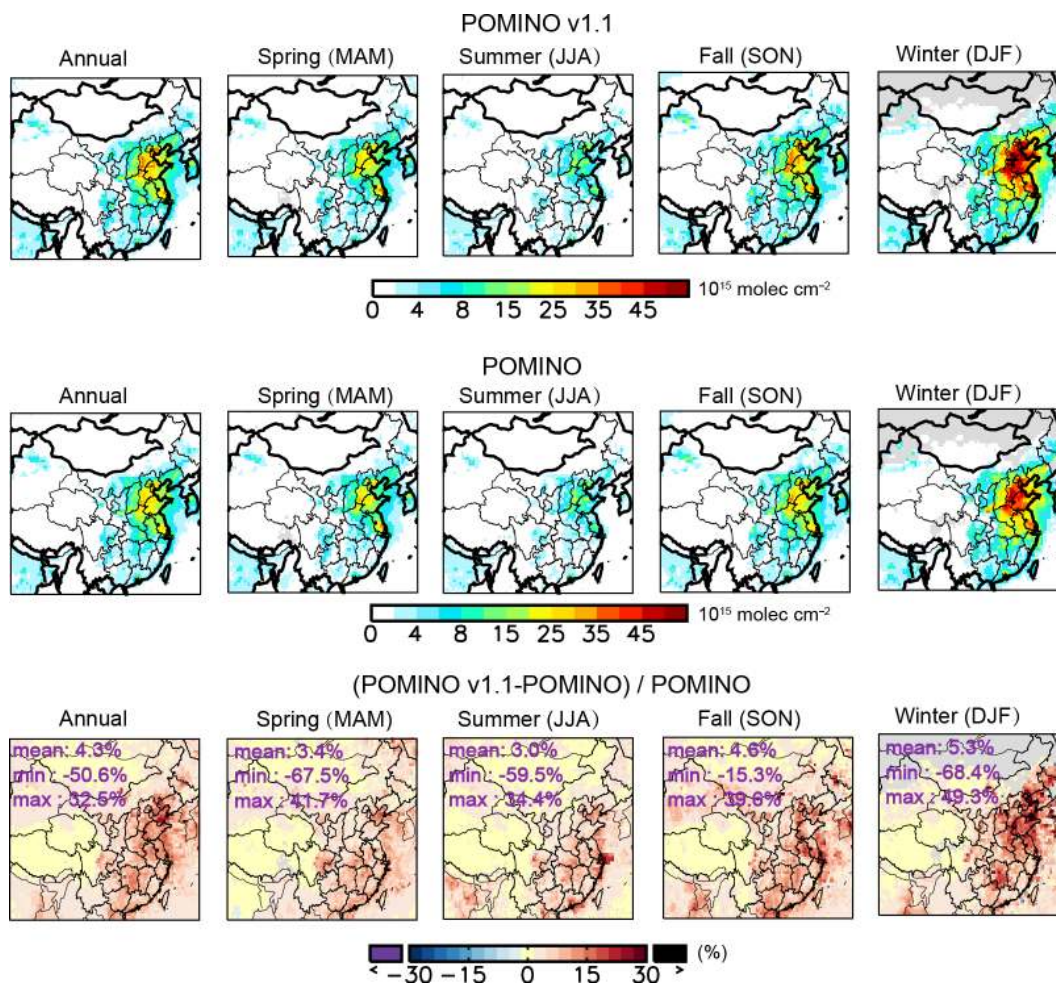 POMINO v1.1
Annual Spring (MAM) Summer (JJA) Fall (SON) Winter (DJF)
0 4 8 15 25 35 45 10¹⁵ molec cm⁻²
POMINO
Annual Spring (MAM) Summer (JJA) Fall (SON) Winter (DJF)
0 4 8 15 25 35 45 10¹⁵ molec cm⁻²
(POMINO v1.1-POMINO) / POMINO
Annual Spring (MAM) Summer (JJA) Fall (SON) Winter (DJF)
mean: 4.3% mean: 3.4% mean: 3.0% mean: 4.6% mean: 5.3%
min : -50.6% min : -67.5% min : -59.5% min : -15.3% min : -68.4%
max : 32.5% max : 41.7% max : 34.4% max : 39.6% max : 49.3%
< -30 -15 0 15 30 > (%)